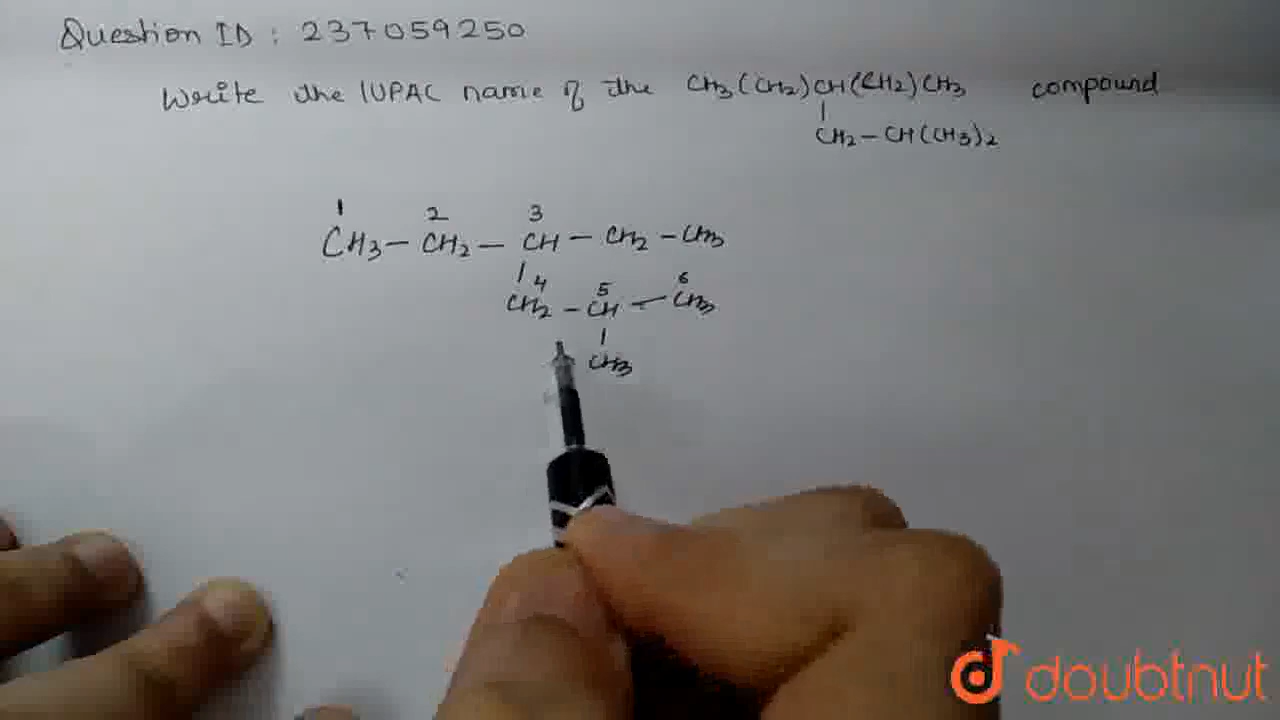 Question ID : 237059250
Write the IUPAC name of the CH3(CH2)CH(CH2)CH3 compound
|
CH2-CH(CH3)2
1 2 3
CH3-CH2-CH-CH2-CH3
| 4 5 6
CH2-CH-CH3
|
CH3
doubtnut